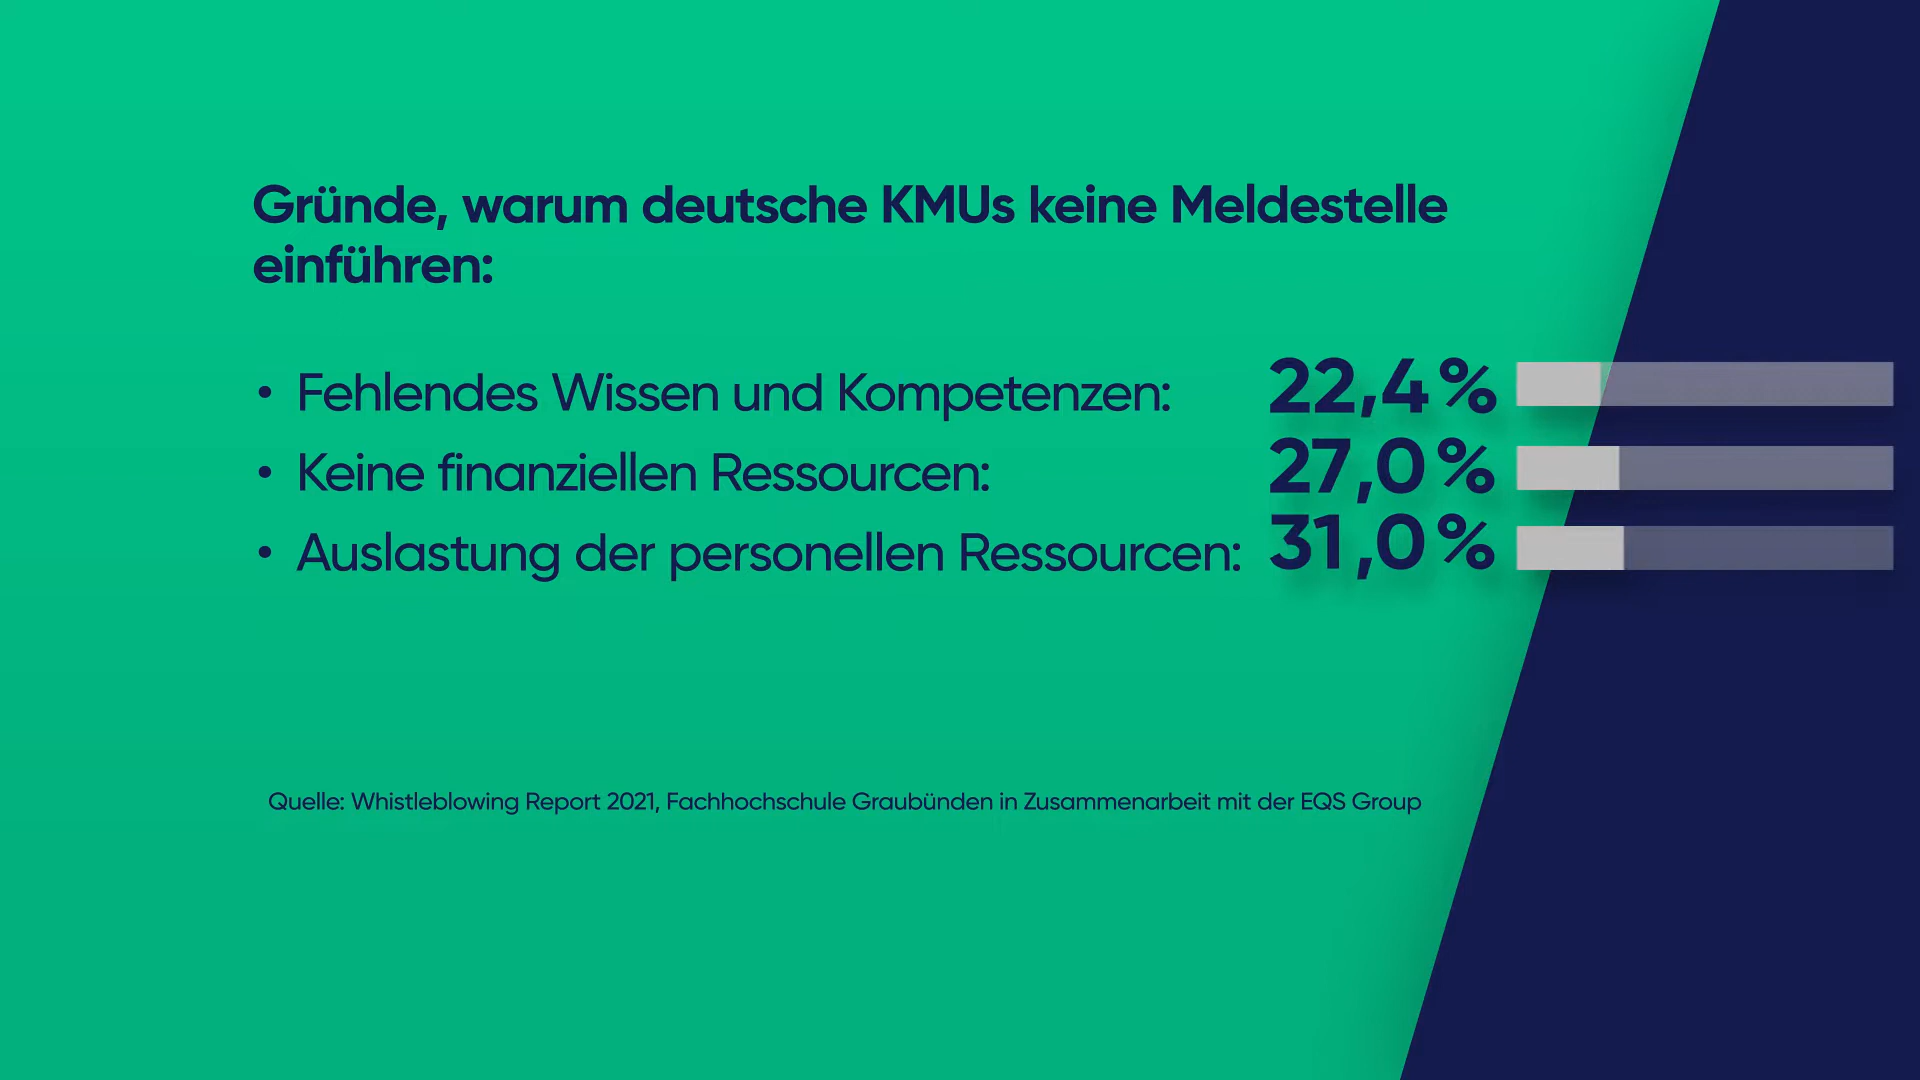 Gründe, warum deutsche KMUs keine Meldestelle
einführen:
• Fehlendes Wissen und Kompetenzen: 22,4 %
• Keine finanziellen Ressourcen: 27,0 %
• Auslastung der personellen Ressourcen: 31,0 %
Quelle: Whistleblowing Report 2021, Fachhochschule Graubünden in Zusammenarbeit mit der EQS Group